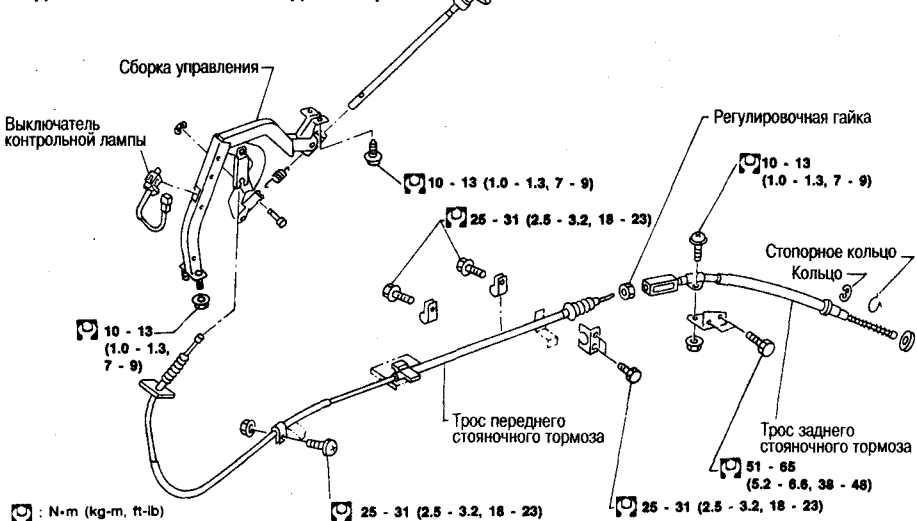 Сборка управления
Выключатель
контрольной лампы
Регулировочная гайка
10 - 13
(1.0 - 1.3, 7 - 9)
10 - 13 (1.0 - 1.3, 7 - 9)
25 - 31 (2.5 - 3.2, 18 - 23)
Стопорное кольцо
Кольцо
10 - 13
(1.0 - 1.3,
7 - 9)
Трос переднего
стояночного тормоза
Трос заднего
стояночного тормоза
51 - 65
(5.2 - 6.6, 38 - 48)
: N•m (kg-m, ft-ib)
25 - 31 (2.5 - 3.2, 18 - 23)
25 - 31 (2.5 - 3.2, 18 - 23)